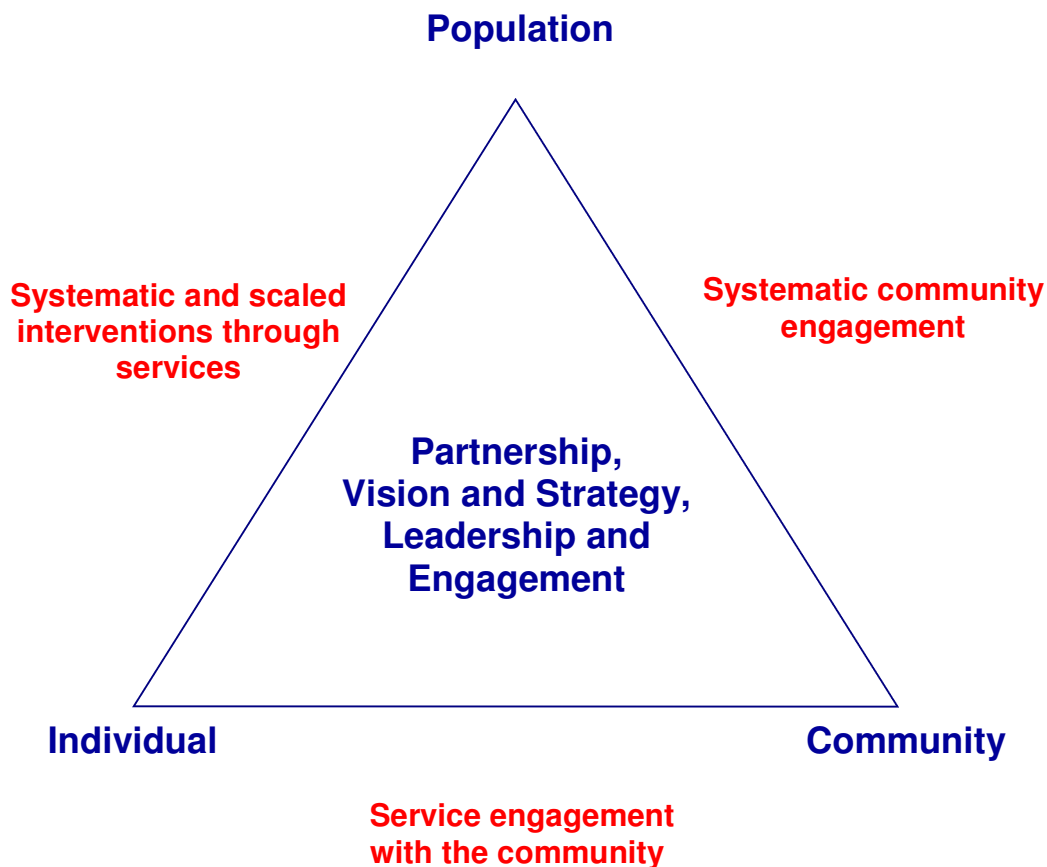 Population
Systematic and scaled
interventions through
services
Systematic community
engagement
Partnership,
Vision and Strategy,
Leadership and
Engagement
Individual
Community
Service engagement
with the community